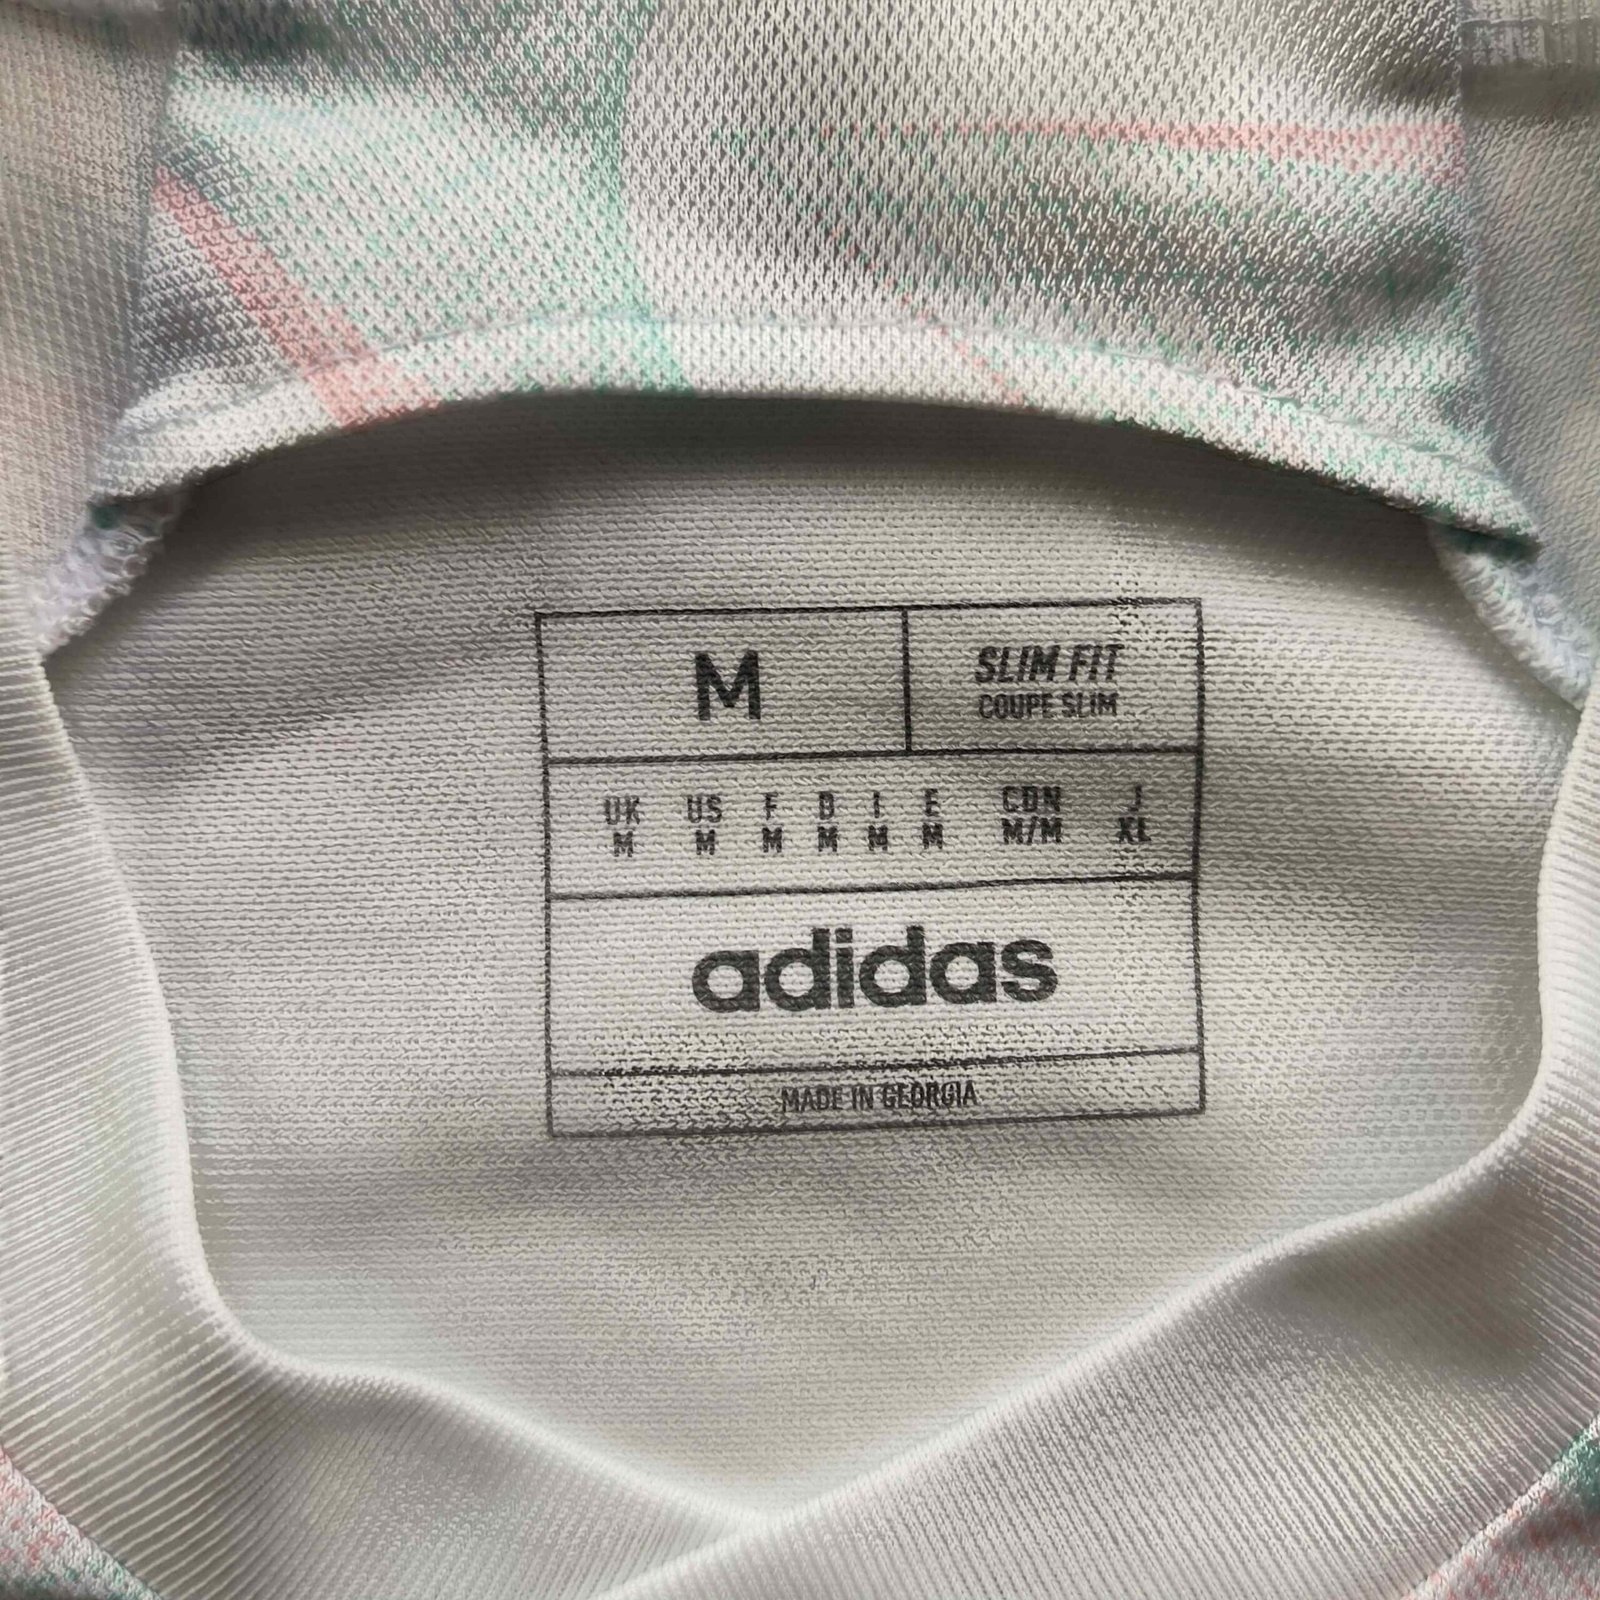 M
SLIM FIT
COUPE SLIM
UK US F D I E CDN J
M M M M M M M/M XL
adidas
MADE IN GEORGIA